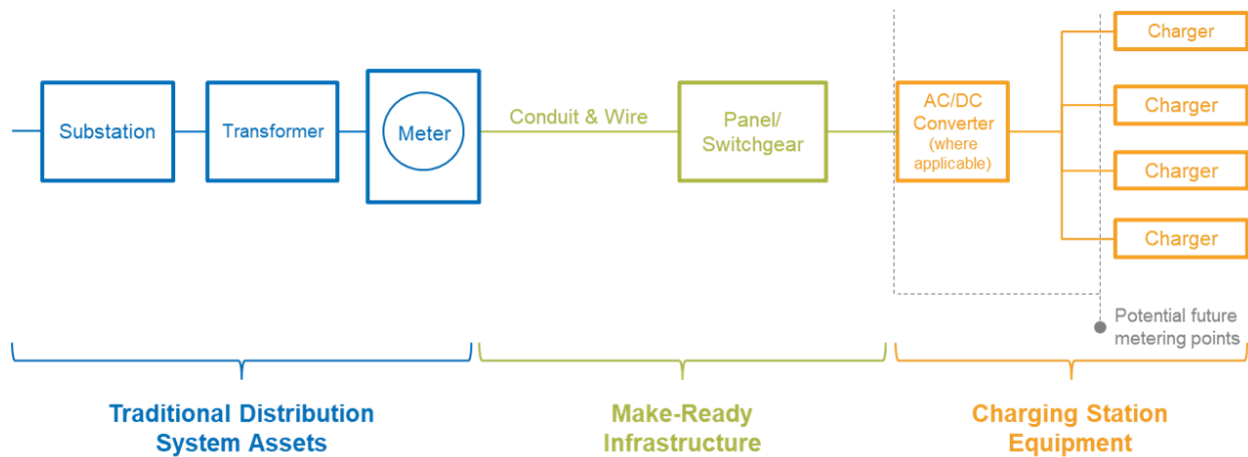 Substation
Transformer
Meter
Conduit & Wire
Panel/
Switchgear
AC/DC
Converter
(where
applicable)
Charger
Charger
Charger
Charger
Potential future
metering points
Traditional Distribution
System Assets
Make-Ready
Infrastructure
Charging Station
Equipment